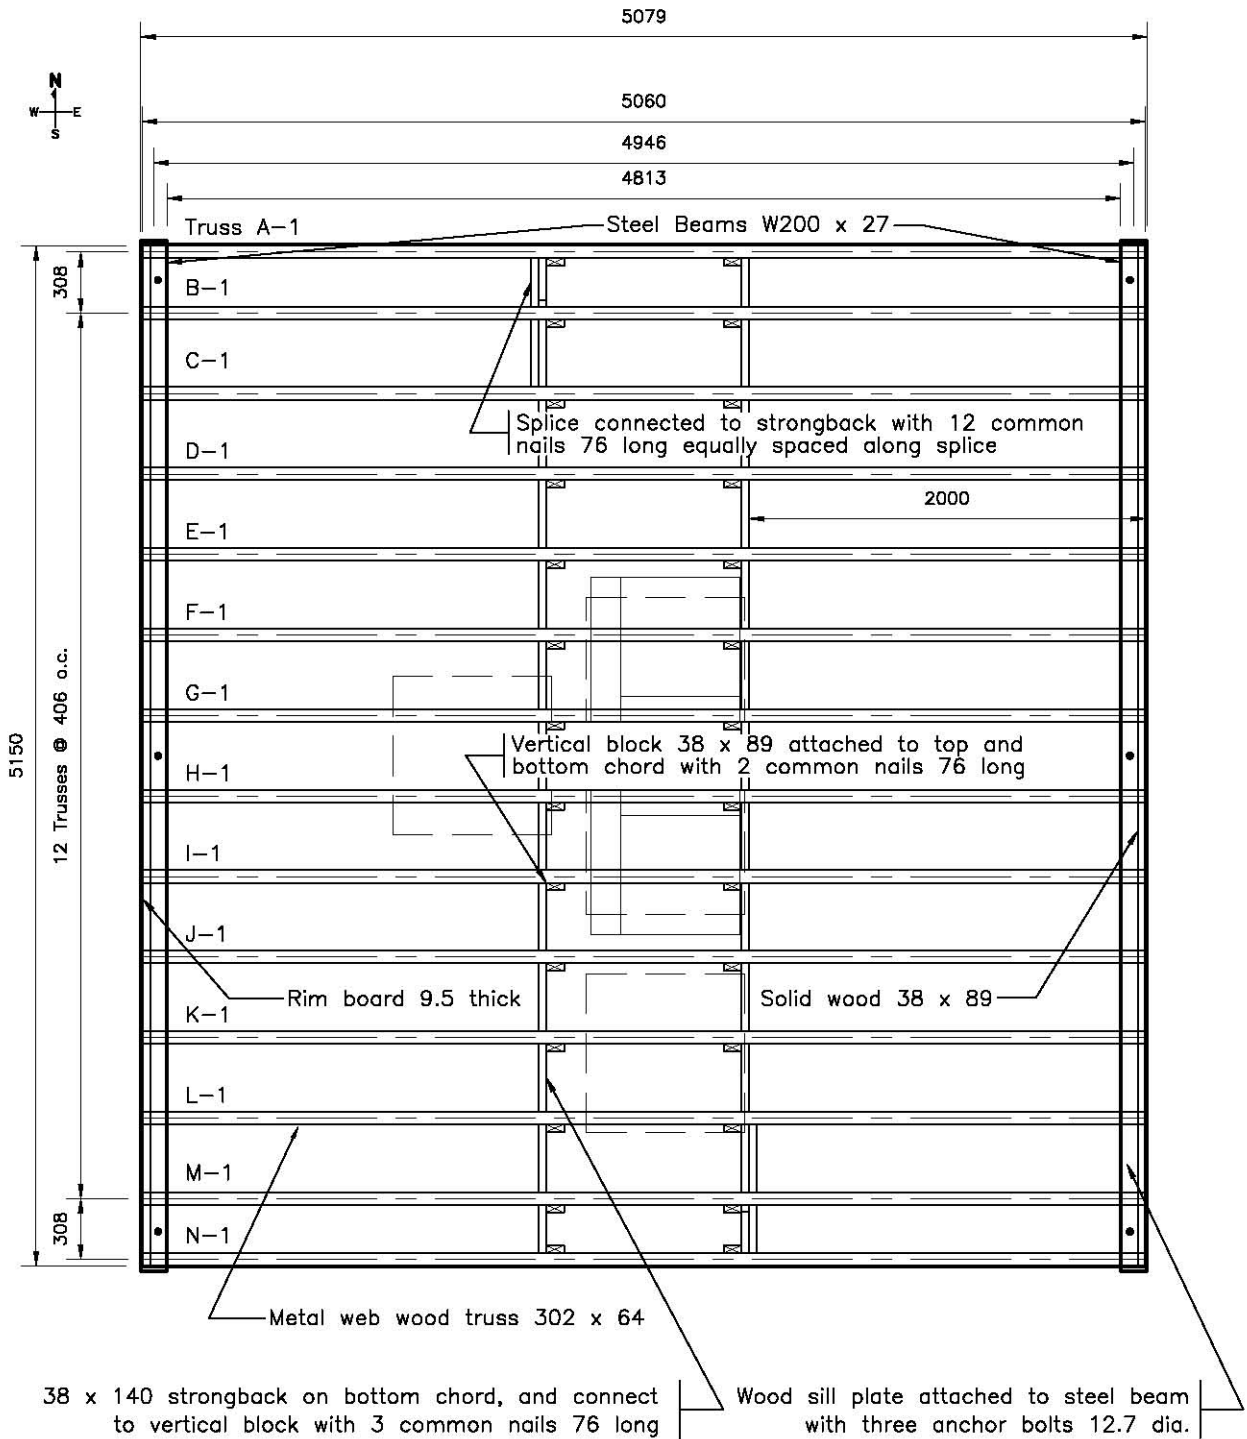 5079
N
W E
S
5060
4946
4813
Truss A-1
Steel Beams W200 x 27
308
B-1
C-1
Splice connected to strongback with 12 common
nails 76 long equally spaced along splice
D-1
2000
E-1
F-1
G-1
Vertical block 38 x 89 attached to top and
bottom chord with 2 common nails 76 long
5150
12 Trusses @ 406 o.c.
H-1
I-1
J-1
Rim board 9.5 thick
Solid wood 38 x 89
K-1
L-1
M-1
308
N-1
Metal web wood truss 302 x 64
38 x 140 strongback on bottom chord, and connect
to vertical block with 3 common nails 76 long
Wood sill plate attached to steel beam
with three anchor bolts 12.7 dia.